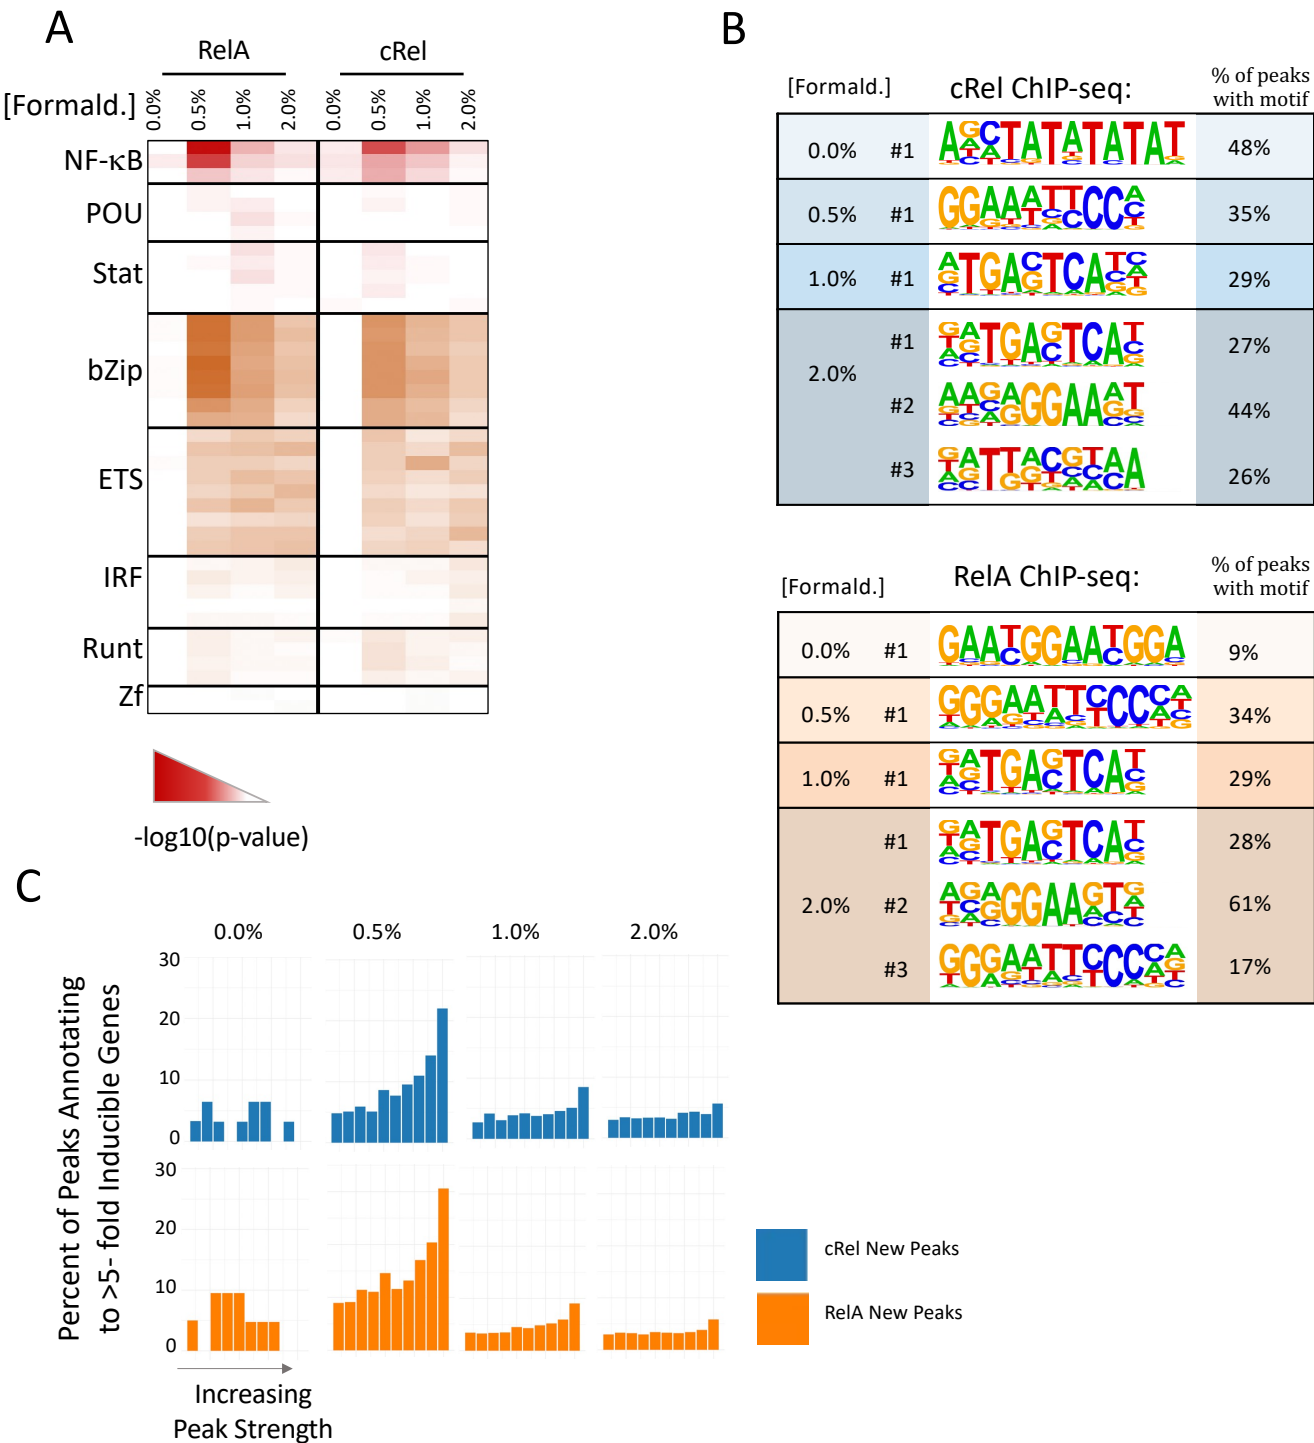 A
RelA
cRel
[Formald.]
0.0%
0.5%
1.0%
2.0%
0.0%
0.5%
1.0%
2.0%
NF-κB
POU
Stat
bZip
ETS
IRF
Runt
Zf
-log10(p-value)
B
[Formald.]
cRel ChIP-seq:
% of peaks
with motif
0.0% #1 48%
0.5% #1 35%
1.0% #1 29%
2.0%
#1 27%
#2 44%
#3 26%
[Formald.]
RelA ChIP-seq:
% of peaks
with motif
0.0% #1 9%
0.5% #1 34%
1.0% #1 29%
2.0%
#1 28%
#2 61%
#3 17%
C
0.0% 0.5% 1.0% 2.0%
Percent of Peaks Annotating
to >5- fold Inducible Genes
30
20
10
0
30
20
10
0
Increasing
Peak Strength
cRel New Peaks
RelA New Peaks